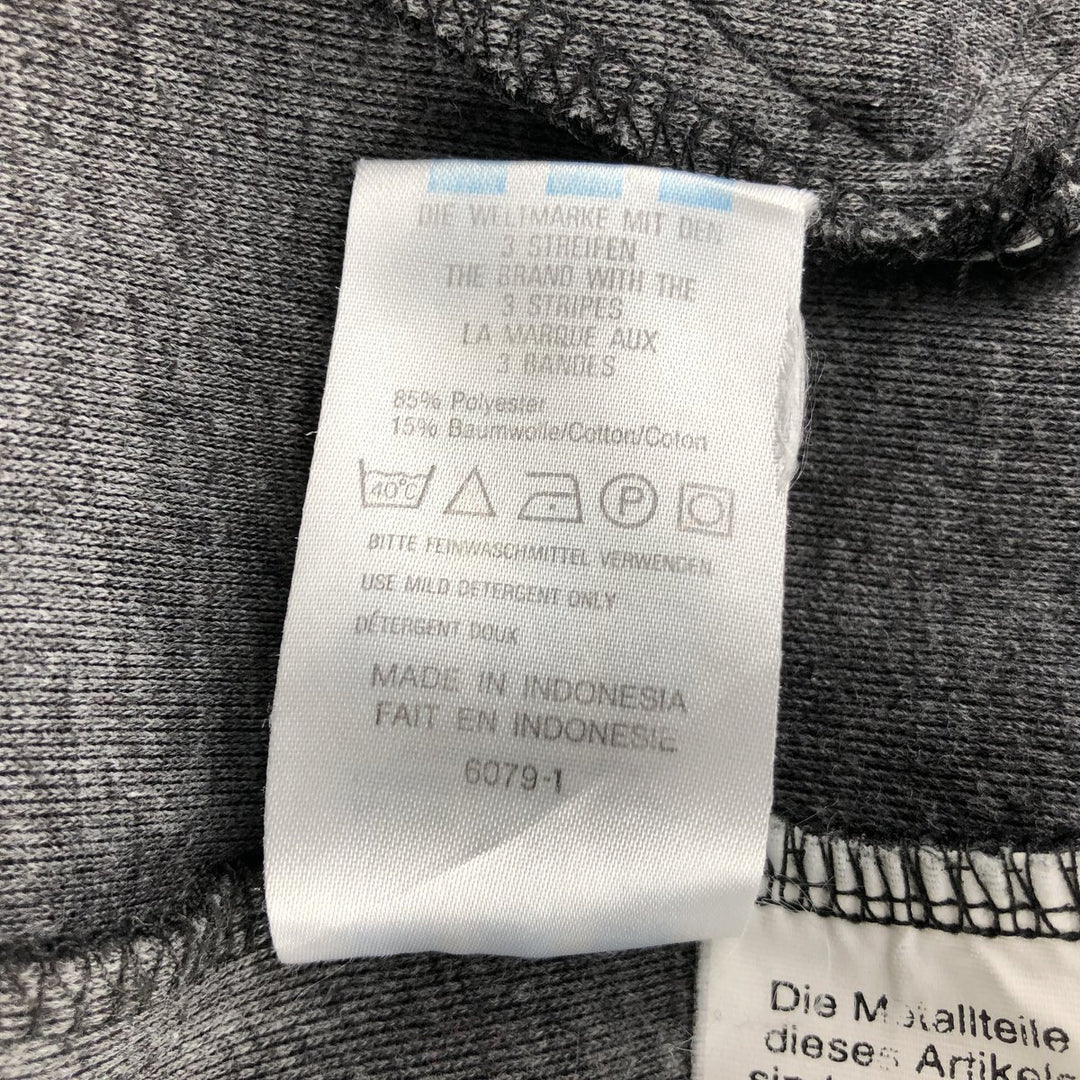 DIE WELTMARKE MIT DEN
3 STREIFEN
THE BRAND WITH THE
3 STRIPES
LA MARQUE AUX
3 BANDES
85% Polyester
15% Baumwolle/Cotton/Coton
40°C P
BITTE FEINWASCHMITTEL VERWENDEN.
USE MILD DETERGENT ONLY
DÉTERGENT DOUX
MADE IN INDONESIA
FAIT EN INDONESIE
6079-1
Die Metallteile
dieses Artikels